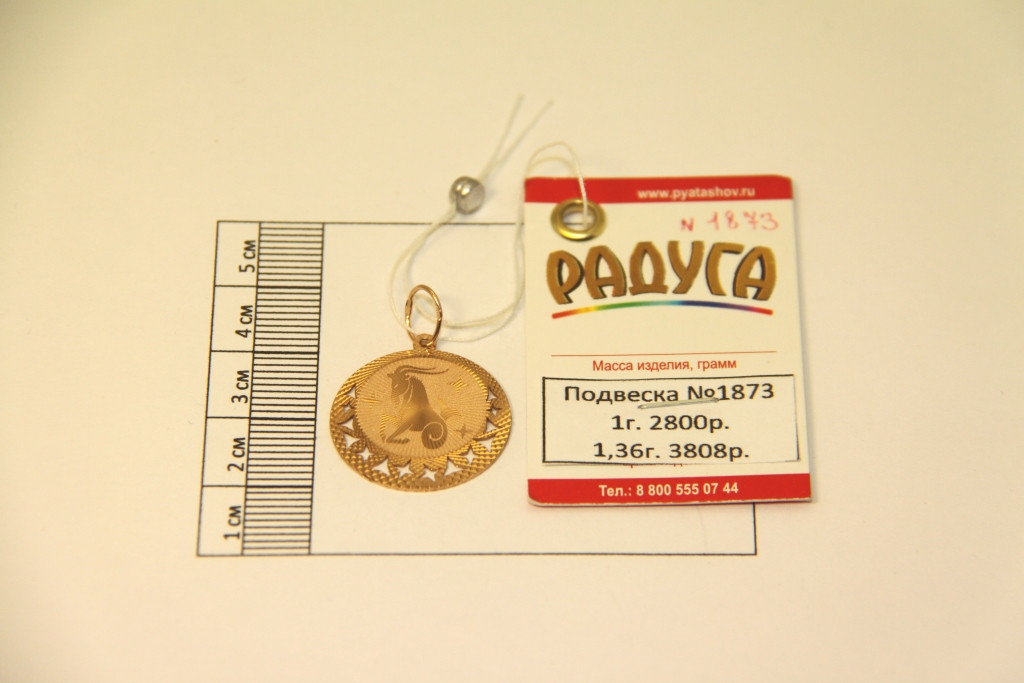 5 см
4 см
3 см
2 см
1 см
www.pyatashov.ru
N 1873
РАДУГА
Масса изделия, грамм
Подвеска №1873
1г. 2800р.
1,36г. 3808р.
Тел.: 8 800 555 07 44